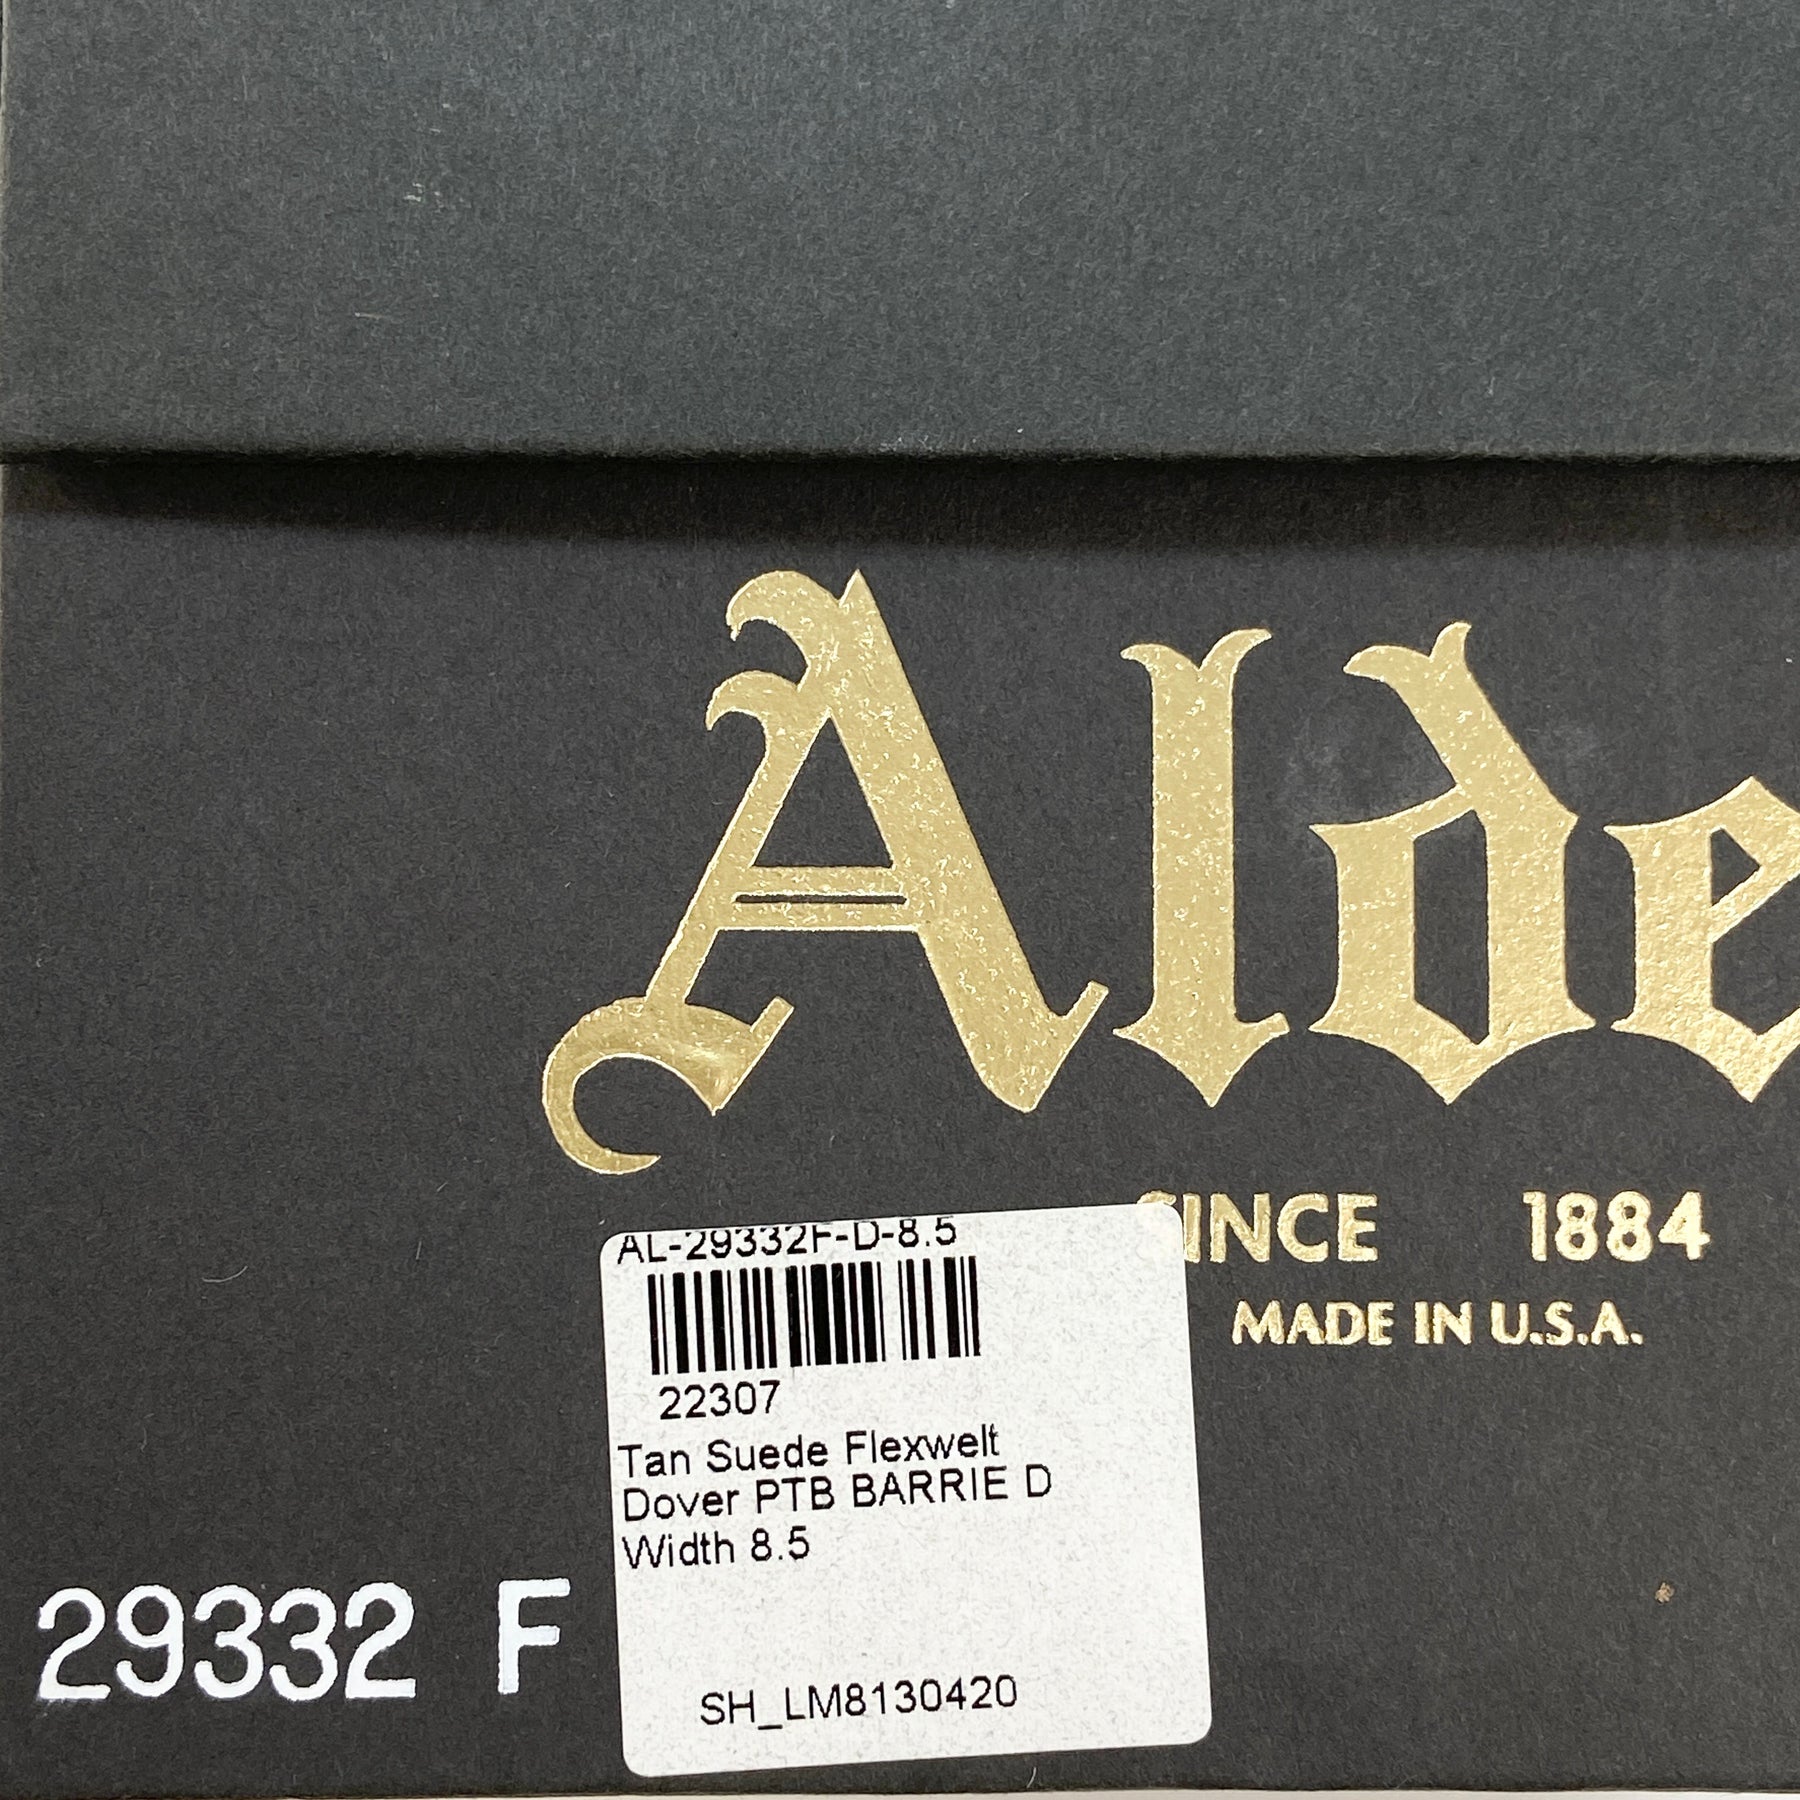 Alde
SINCE 1884
MADE IN U.S.A.
AL-29332F-D-8.5
22307
Tan Suede Flexwelt
Dover PTB BARRIE D
Width 8.5
SH_LM8130420
29332 F